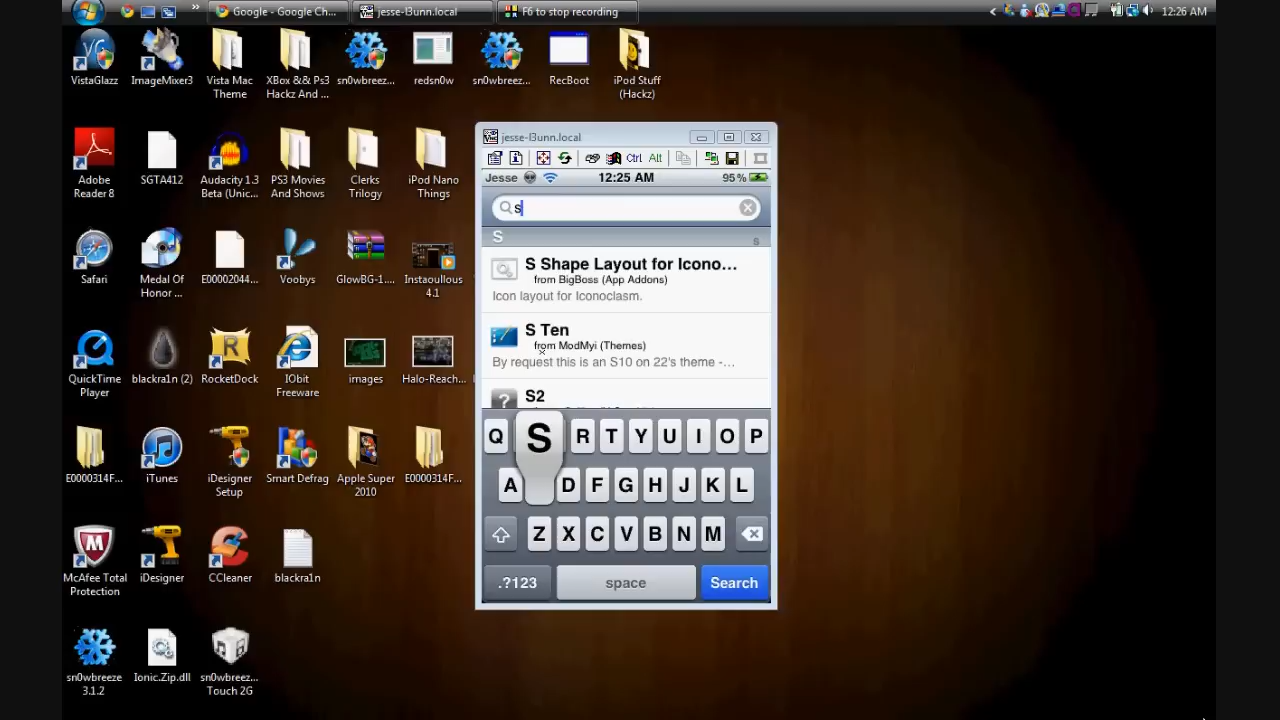 Google - Google Ch...
jesse-l3unn.local
F6 to stop recording
12:26 AM
VistaGlazz
ImageMixer3
Vista Mac Theme
XBox && Ps3 Hackz And ...
sn0wbreez...
redsn0w
sn0wbreez...
RecBoot
iPod Stuff (Hackz)
Adobe Reader 8
SGTA412
Audacity 1.3 Beta (Unic...
PS3 Movies And Shows
Clerks Trilogy
iPod Nano Things
Safari
Medal Of Honor ...
E00002044...
Voobys
GlowBG-1....
Instaoullous 4.1
QuickTime Player
blackra1n (2)
RocketDock
IObit Freeware
images
Halo-Reach...
E0000314F...
iTunes
iDesigner Setup
Smart Defrag
Apple Super 2010
E0000314F...
McAfee Total Protection
iDesigner
CCleaner
blackra1n
sn0wbreeze 3.1.2
Ionic.Zip.dll
sn0wbreez... Touch 2G
jesse-l3unn.local
Ctrl Alt
Jesse
12:25 AM
95%
s
S
s
S Shape Layout for Icono...
from BigBoss (App Addons)
Icon layout for Iconoclasm.
S Ten
from ModMyi (Themes)
By request this is an S10 on 22's theme -...
S2
Q S R T Y U I O P
A D F G H J K L
Z X C V B N M
.?123 space Search